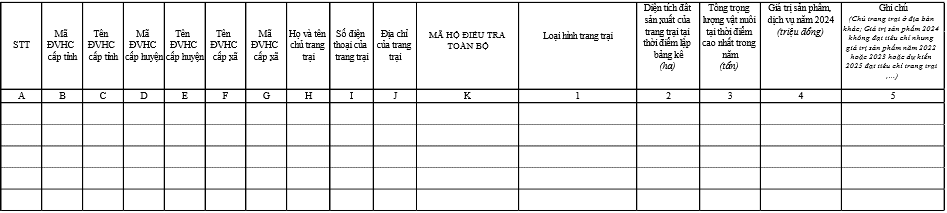 STT
Mã
ĐVHC
cấp tỉnh
Tên
ĐVHC
cấp tỉnh
Mã
ĐVHC
cấp huyện
Tên
ĐVHC
cấp huyện
Tên
ĐVHC
cấp xã
Mã
ĐVHC
cấp xã
Họ và tên
chủ trang
trại
Số điện
thoại của
trang trại
Địa chỉ
của trang
trại
MÃ HỘ ĐIỀU TRA
TOÀN BỘ
Loại hình trang trại
Diện tích đất
sản xuất của
trang trại tại
thời điểm lập
bảng kê
(ha)
Tổng trọng
lượng vật nuôi
tại thời điểm
cao nhất trong
năm
(tấn)
Giá trị sản phẩm,
dịch vụ năm 2024
(triệu đồng)
Ghi chú
(Chủ trang trại ở địa bàn
khác; Giá trị sản phẩm 2024
không đạt tiêu chí nhưng
giá trị sản phẩm năm 2022
hoặc 2023 hoặc dự kiến
2025 đạt tiêu chí trang trại
,...)
A B C D E F G H I J K 1 2 3 4 5